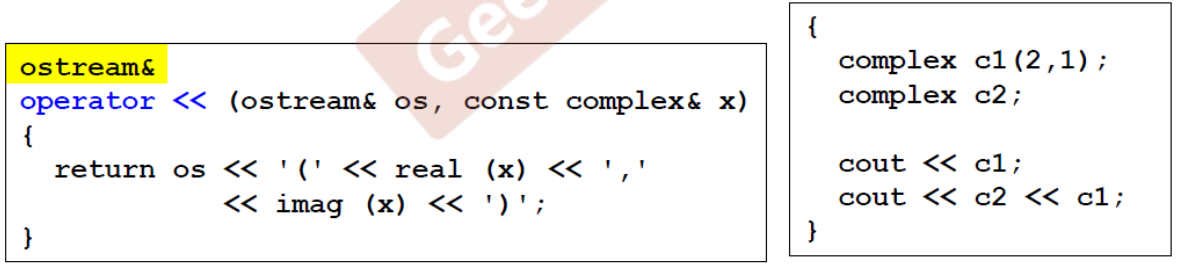 ostream&
operator << (ostream& os, const complex& x)
{
  return os << '(' << real (x) << ','
            << imag (x) << ')';
}
{
  complex c1(2,1);
  complex c2;

  cout << c1;
  cout << c2 << c1;
}
Gee